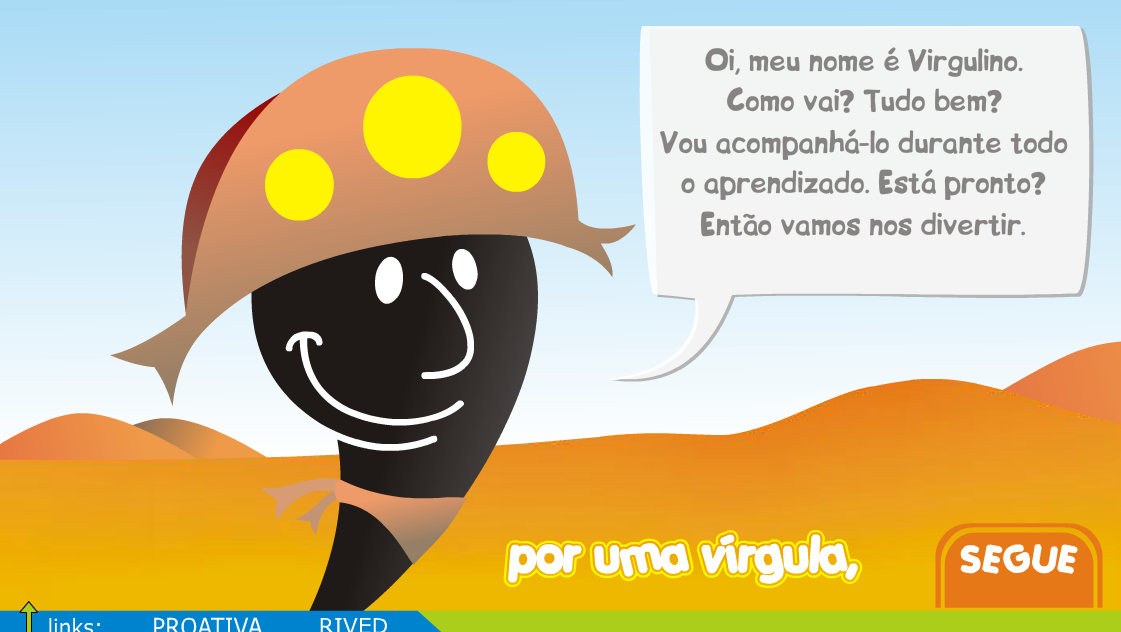 Oi, meu nome é Virgulino.
Como vai? Tudo bem?
Vou acompanhá-lo durante todo
o aprendizado. Está pronto?
Então vamos nos divertir.
por uma vírgula,
SEGUE
links: PROATIVA RIVED